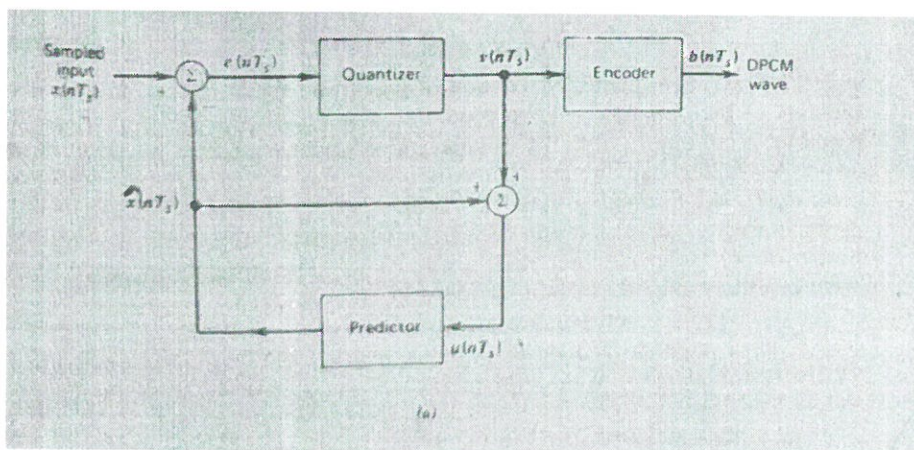 Sampled
input
x(nTₛ)
+
Σ
−
e(nTₛ)
Quantizer
v(nTₛ)
Encoder
b(nTₛ)
DPCM
wave
x̂(nTₛ)
+
+
Σ
Predictor
u(nTₛ)
(a)